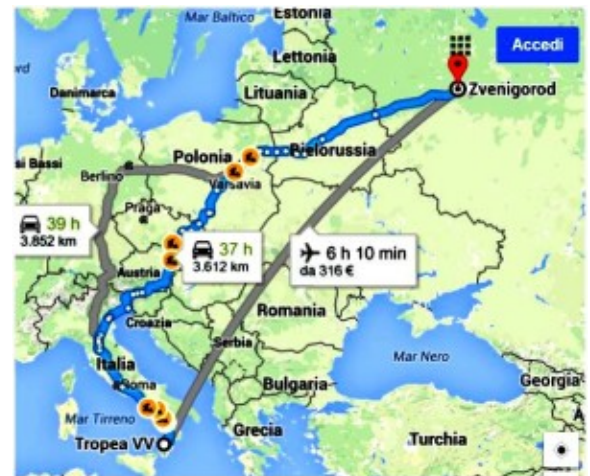 Mar Baltico
Estonia
Accedi
Lettonia
Danimarca
Lituania
Zvenigorod
si Bassi
Polonia
Bielorussia
Berlino
Varsavia
Praga
39 h
3.852 km
37 h
3.612 km
6 h 10 min
da 316 €
Austria
Croazia
Romania
Serbia
Italia
Mar Nero
Roma
Bulgaria
Georgia
Mar Tirreno
Tropea VV
Grecia
Turchia